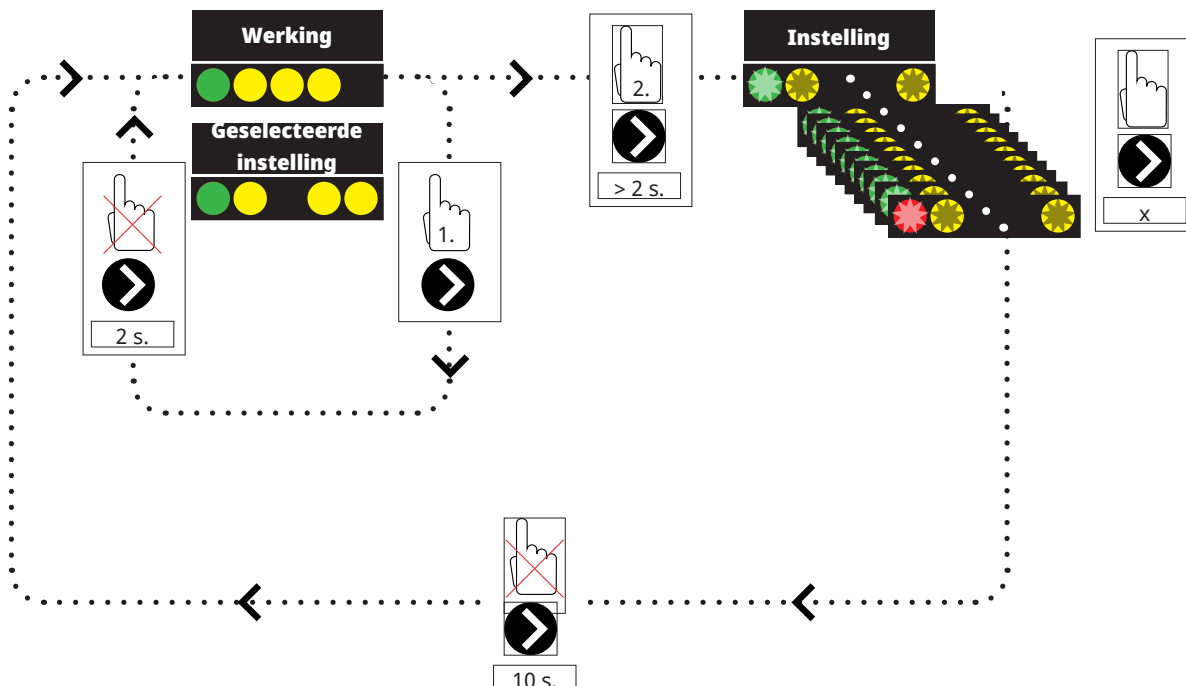 Werking
Geselecteerde
instelling
2 s.
1.
2.
> 2 s.
Instelling
x
10 s.